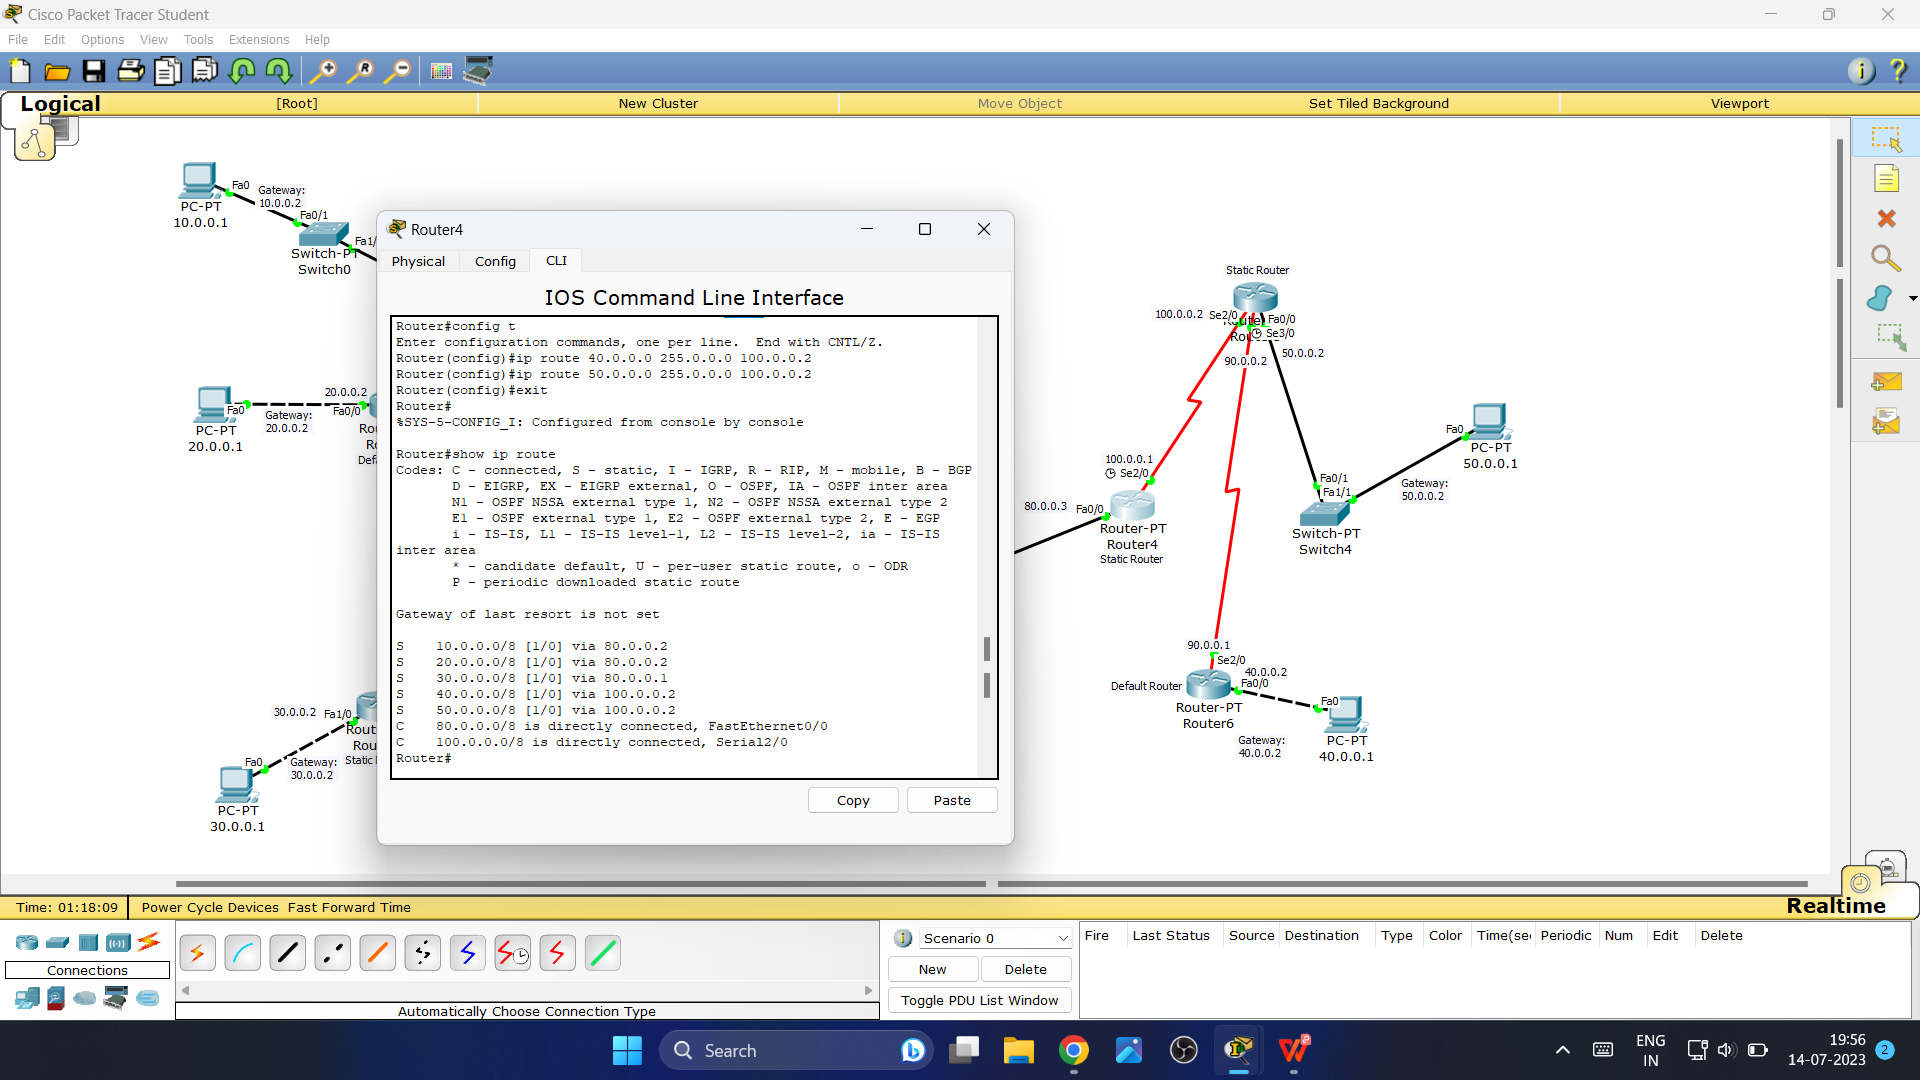 Cisco Packet Tracer Student
File Edit Options View Tools Extensions Help
Logical
[Root]
New Cluster
Move Object
Set Tiled Background
Viewport
Fa0
Gateway:
10.0.0.2
PC-PT
10.0.0.1
Fa0/1
Fa1/
Switch-PT
Switch0
20.0.0.2
Fa0
Fa0/0
Gateway:
20.0.0.2
PC-PT
20.0.0.1
Rou
Defa
30.0.0.2 Fa1/0
Route
Rou
Static
Fa0
Gateway:
30.0.0.2
PC-PT
30.0.0.1
Router4
Physical
Config
CLI
IOS Command Line Interface
Router#config t
Enter configuration commands, one per line.  End with CNTL/Z.
Router(config)#ip route 40.0.0.0 255.0.0.0 100.0.0.2
Router(config)#ip route 50.0.0.0 255.0.0.0 100.0.0.2
Router(config)#exit
Router#
%SYS-5-CONFIG_I: Configured from console by console
Router#show ip route
Codes: C - connected, S - static, I - IGRP, R - RIP, M - mobile, B - BGP
D - EIGRP, EX - EIGRP external, O - OSPF, IA - OSPF inter area
N1 - OSPF NSSA external type 1, N2 - OSPF NSSA external type 2
E1 - OSPF external type 1, E2 - OSPF external type 2, E - EGP
i - IS-IS, L1 - IS-IS level-1, L2 - IS-IS level-2, ia - IS-IS
inter area
* - candidate default, U - per-user static route, o - ODR
P - periodic downloaded static route
Gateway of last resort is not set
S    10.0.0.0/8 [1/0] via 80.0.0.2
S    20.0.0.0/8 [1/0] via 80.0.0.2
S    30.0.0.0/8 [1/0] via 80.0.0.1
S    40.0.0.0/8 [1/0] via 100.0.0.2
S    50.0.0.0/8 [1/0] via 100.0.0.2
C    80.0.0.0/8 is directly connected, FastEthernet0/0
C    100.0.0.0/8 is directly connected, Serial2/0
Router#
Copy
Paste
Static Router
100.0.0.2 Se2/0
Fa0/0
Se3/0
90.0.0.2
50.0.0.2
100.0.0.1
Se2/0
80.0.0.3 Fa0/0
Router-PT
Router4
Static Router
Fa0
PC-PT
50.0.0.1
Gateway:
50.0.0.2
Fa0/1
Fa1/1
Switch-PT
Switch4
90.0.0.1
Se2/0
40.0.0.2
Fa0/0
Default Router
Router-PT
Router6
Fa0
Gateway:
40.0.0.2
PC-PT
40.0.0.1
Time: 01:18:09
Power Cycle Devices Fast Forward Time
Realtime
Connections
Automatically Choose Connection Type
Scenario 0
New
Delete
Toggle PDU List Window
Fire Last Status Source Destination Type Color Time(sec Periodic Num Edit Delete
Search
ENG
IN
19:56
14-07-2023
2